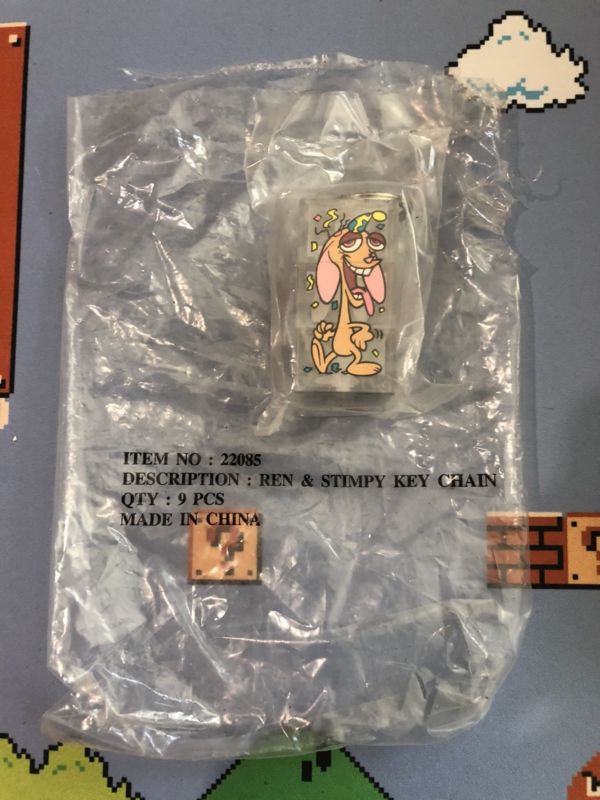 ITEM NO : 22085
DESCRIPTION : REN & STIMPY KEY CHAIN
QTY : 9 PCS
MADE IN CHINA
?
?